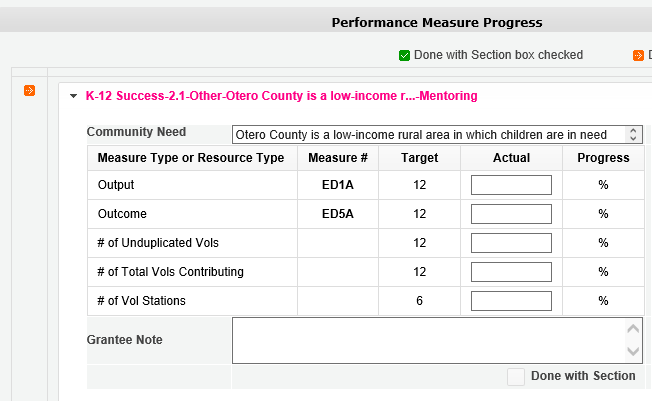 Performance Measure Progress
Done with Section box checked
K-12 Success-2.1-Other-Otero County is a low-income r...-Mentoring
Community Need Otero County is a low-income rural area in which children are in need
Measure Type or Resource Type Measure # Target Actual Progress
Output ED1A 12 %
Outcome ED5A 12 %
# of Unduplicated Vols 12 %
# of Total Vols Contributing 12 %
# of Vol Stations 6 %
Grantee Note
Done with Section